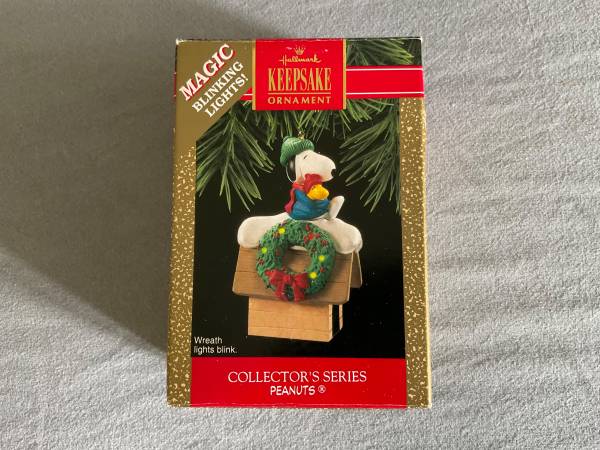 MAGIC
BLINKING
LIGHTS!
Hallmark
KEEPSAKE
ORNAMENT
Wreath
lights blink.
COLLECTOR'S SERIES
PEANUTS ®